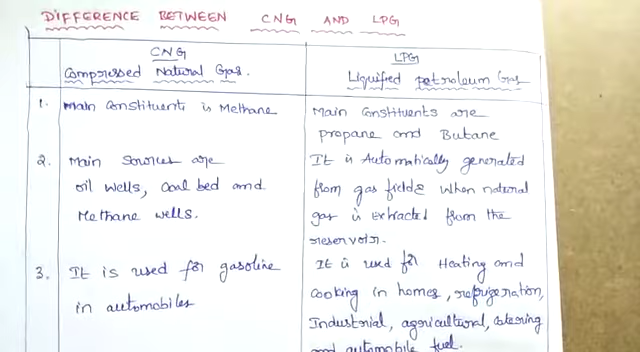 DIFFERENCE BETWEEN CNG AND LPG
CNG
Compressed Natural Gas.
LPG
Liquified petroleum Gas
1. Main Constituent is Methane
Main Constituents are
propane and Butane
2. Main sources are
oil wells, Coal bed and
Methane wells.
It is Automatically generated
from gas fields when natural
gas is extracted from the
reservoir.
3. It is used for gasoline
in automobiles
It is used for Heating and
cooking in homes, refrigeration,
Industrial, agricultural, catering
and automobile fuel.